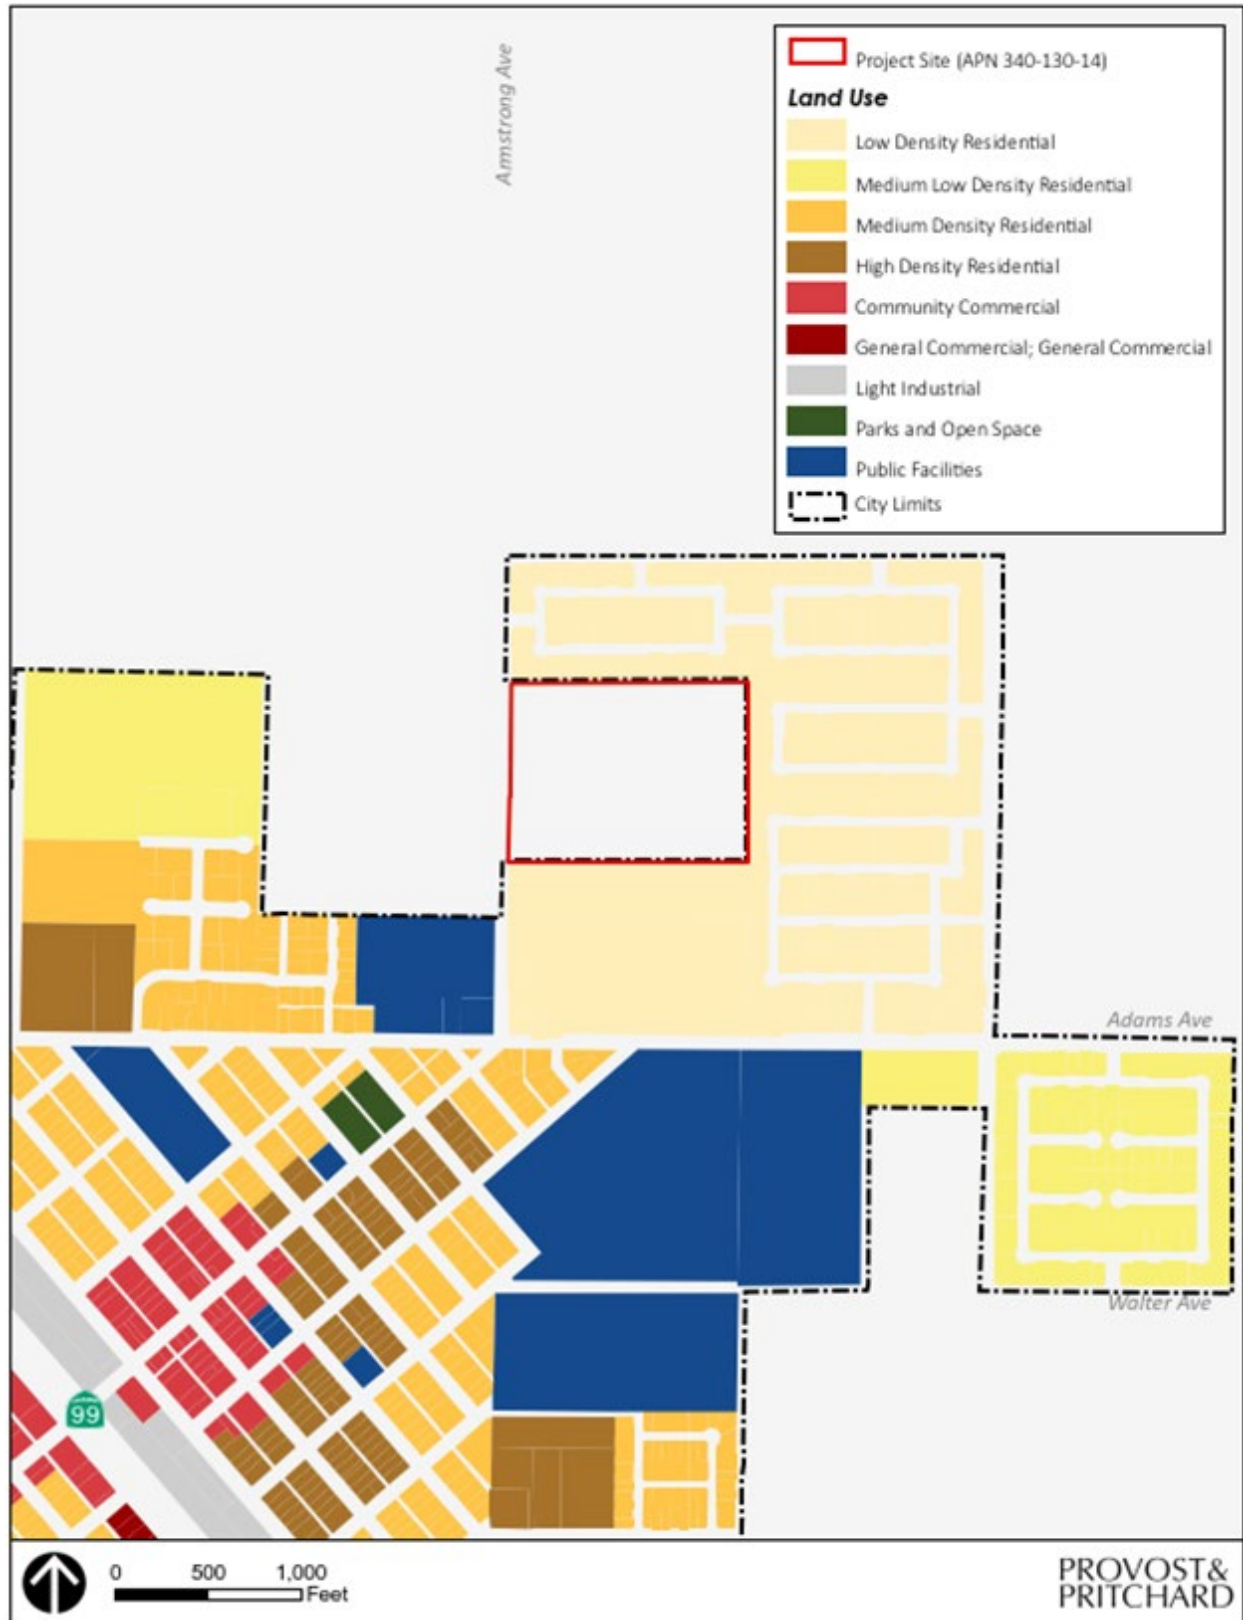 Armstrong Ave
Project Site (APN 340-130-14)
Land Use
Low Density Residential
Medium Low Density Residential
Medium Density Residential
High Density Residential
Community Commercial
General Commercial; General Commercial
Light Industrial
Parks and Open Space
Public Facilities
City Limits
Adams Ave
Walter Ave
99
0 500 1,000
Feet
PROVOST&
PRITCHARD